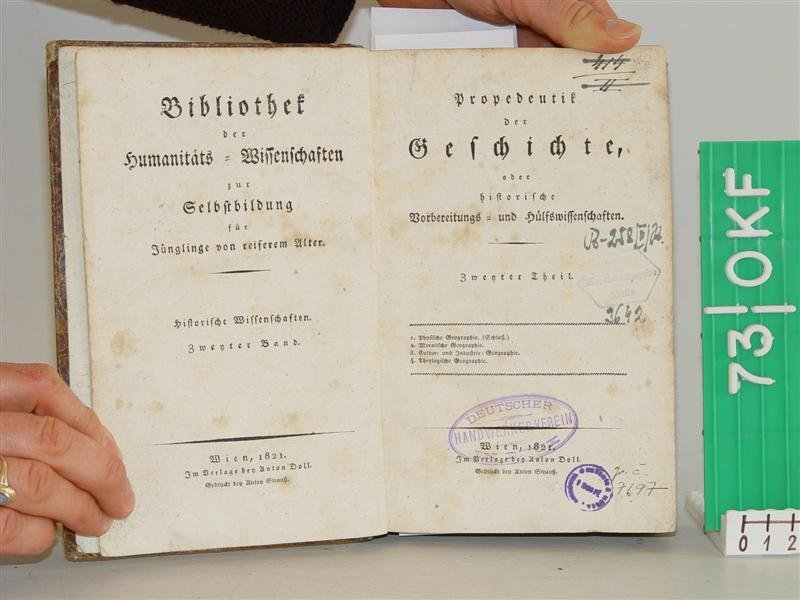 Bibliothek
der
Humanitäts = Wissenschaften
zur
Selbstbildung
für
Jünglinge von reiferem Alter.
Historische Wissenschaften.
Zweyter Band.
Wien, 1821.
Im Verlage bey Anton Doll.
Gedruckt bey Anton Strauß.
414
II
Propedeutik
der
Geschichte,
oder
historische
Vorbereitungs = und Hülfswissenschaften.
Zweyter Theil.
2642
1. Physische Geographie. (Schluß.)
2. Moralische Geographie.
3. Cultur- und Industrie-Geographie.
4. Theologische Geographie.
DEUTSCHER
HANDWERKER-VEREIN
Wien, 1821.
Im Verlage bey Anton Doll.
Gedruckt bey Anton Strauß.
7697
73 OKF
0 1 2